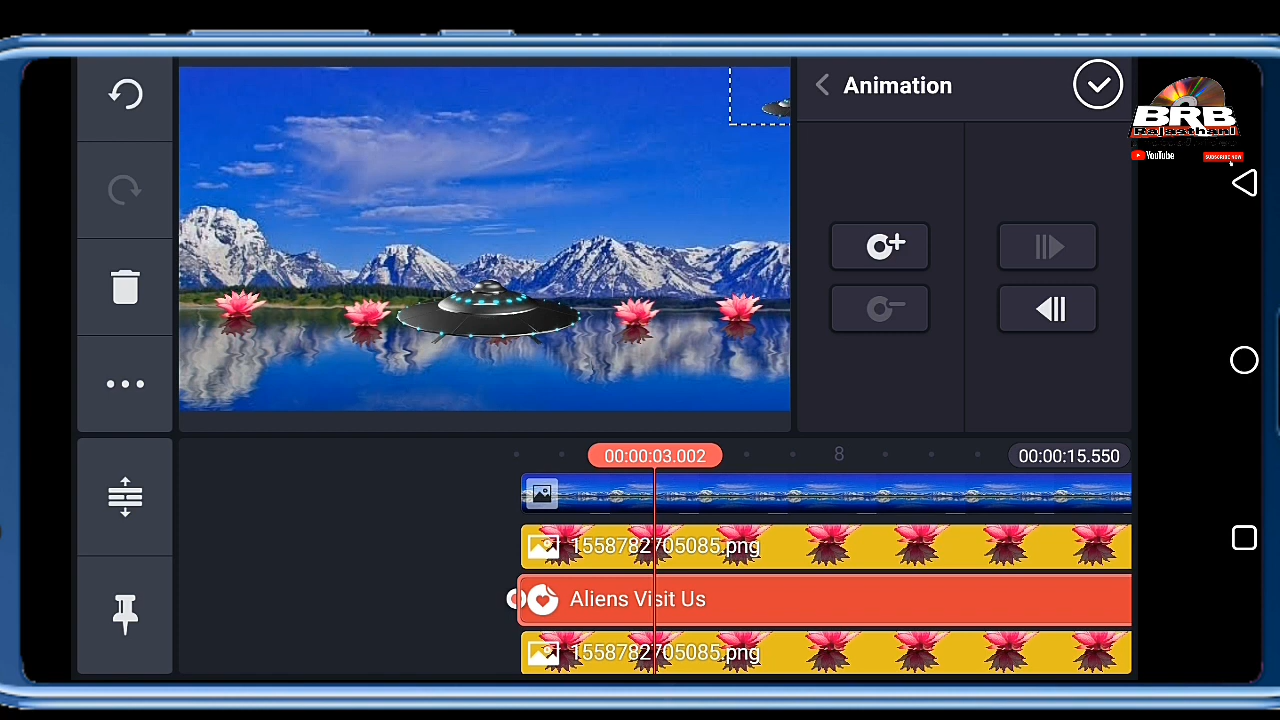 Animation
BRB
Rajasthani
YouTube
SUBSCRIBE NOW
00:00:03.002
8
00:00:15.550
1558782705085.png
Aliens Visit Us
1558782705085.png